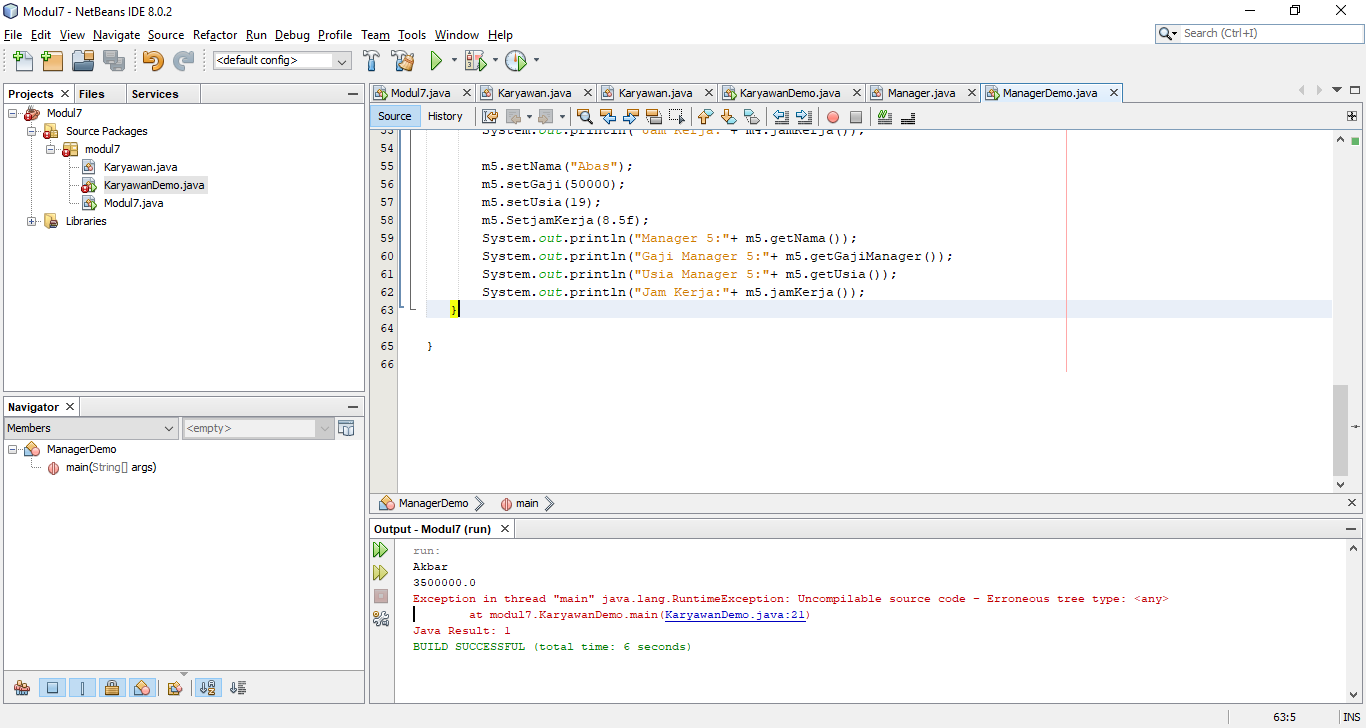 Modul7 - NetBeans IDE 8.0.2
File Edit View Navigate Source Refactor Run Debug Profile Team Tools Window Help
Search (Ctrl+I)
<default config>
Projects Files Services
Modul7
Source Packages
modul7
Karyawan.java
KaryawanDemo.java
Modul7.java
Libraries
Navigator
Members <empty>
ManagerDemo
main(String[] args)
Modul7.java Karyawan.java Karyawan.java KaryawanDemo.java Manager.java ManagerDemo.java
Source History
53 System.out.println("Jam Kerja:"+ m4.jamKerja());
54
55 m5.setNama("Abas");
56 m5.setGaji(50000);
57 m5.setUsia(19);
58 m5.SetjamKerja(8.5f);
59 System.out.println("Manager 5:"+ m5.getNama());
60 System.out.println("Gaji Manager 5:"+ m5.getGajiManager());
61 System.out.println("Usia Manager 5:"+ m5.getUsia());
62 System.out.println("Jam Kerja:"+ m5.jamKerja());
63 }
64
65 }
66
ManagerDemo main
Output - Modul7 (run)
run:
Akbar
3500000.0
Exception in thread "main" java.lang.RuntimeException: Uncompilable source code - Erroneous tree type: <any>
at modul7.KaryawanDemo.main(KaryawanDemo.java:21)
Java Result: 1
BUILD SUCCESSFUL (total time: 6 seconds)
63:5 INS